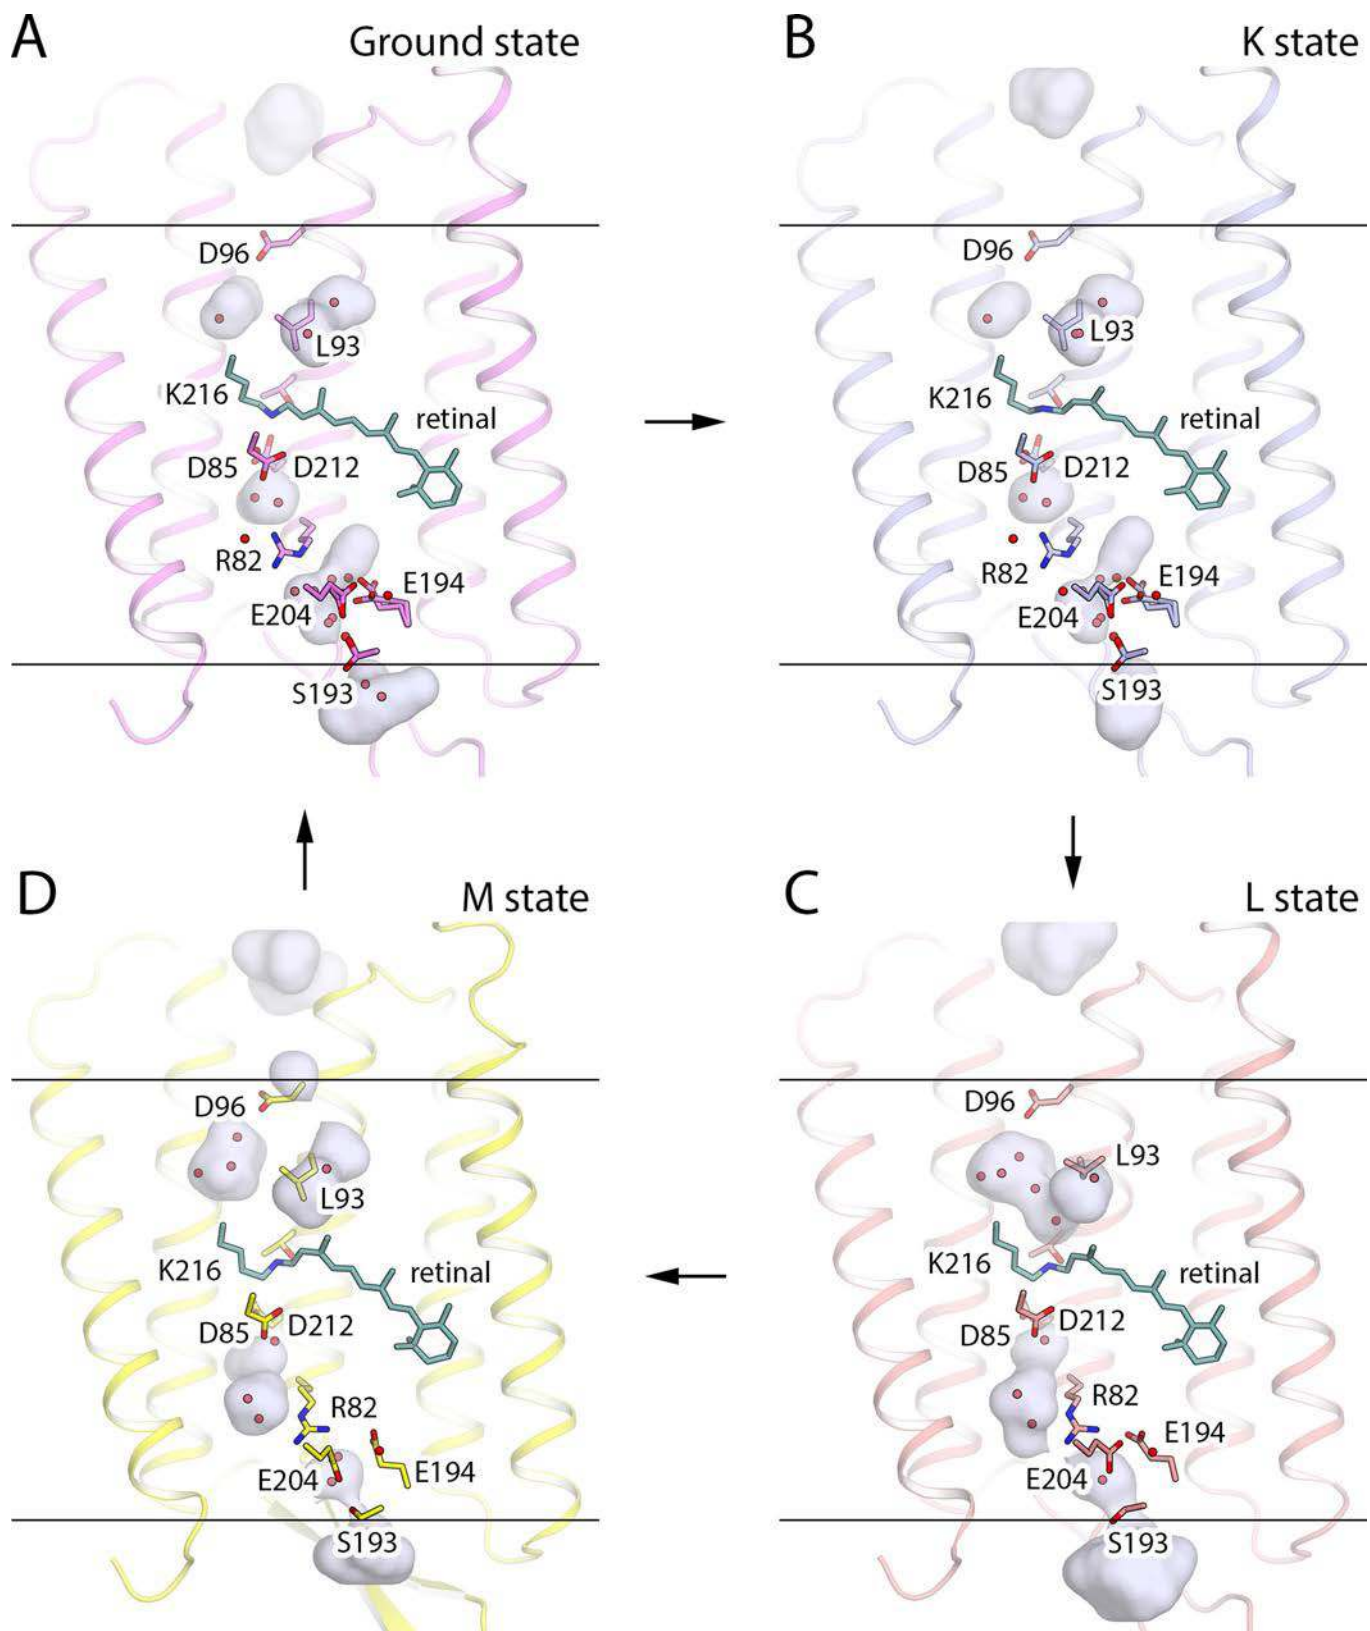 A
Ground state
D96
L93
K216
retinal
D85
D212
R82
E194
E204
S193
B
K state
D96
L93
K216
retinal
D85
D212
R82
E194
E204
S193
D
M state
D96
L93
K216
retinal
D85
D212
R82
E204
E194
S193
C
L state
D96
L93
K216
retinal
D85
D212
R82
E194
E204
S193